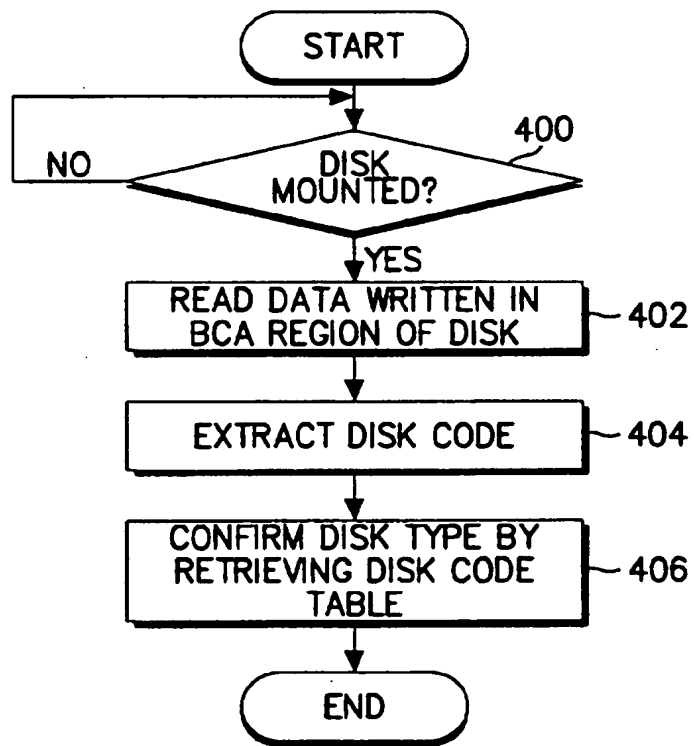 START
400
DISK
MOUNTED?
NO
YES
READ DATA WRITTEN IN
BCA REGION OF DISK
402
EXTRACT DISK CODE
404
CONFIRM DISK TYPE BY
RETRIEVING DISK CODE
TABLE
406
END